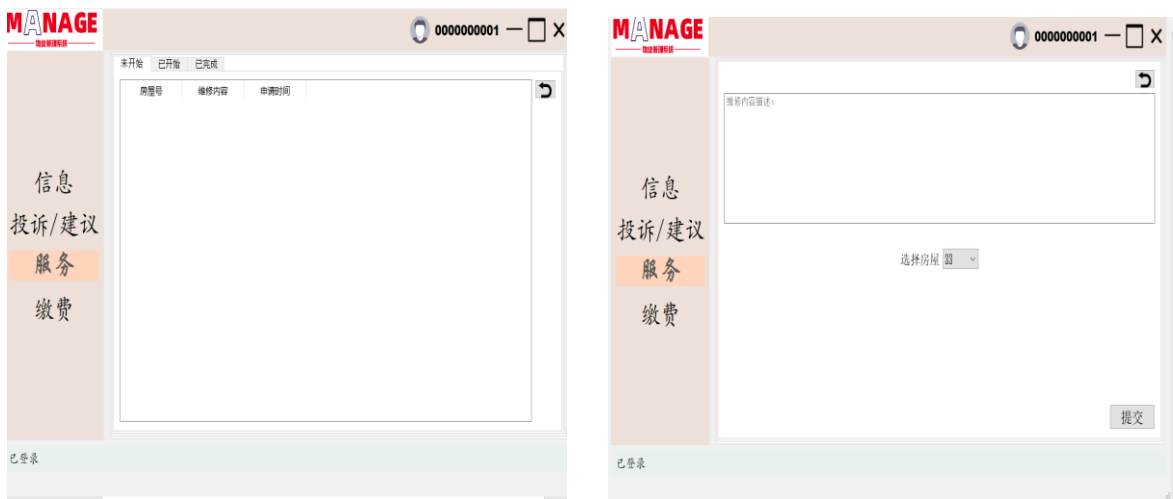 MANAGE
物业管理系统
0000000001
未开始 已开始 已完成
房屋号 维修内容 申请时间
信息
投诉/建议
服务
缴费
已登录
MANAGE
物业管理系统
0000000001
维修内容描述：
信息
投诉/建议
服务
缴费
选择房屋 33
提交
已登录